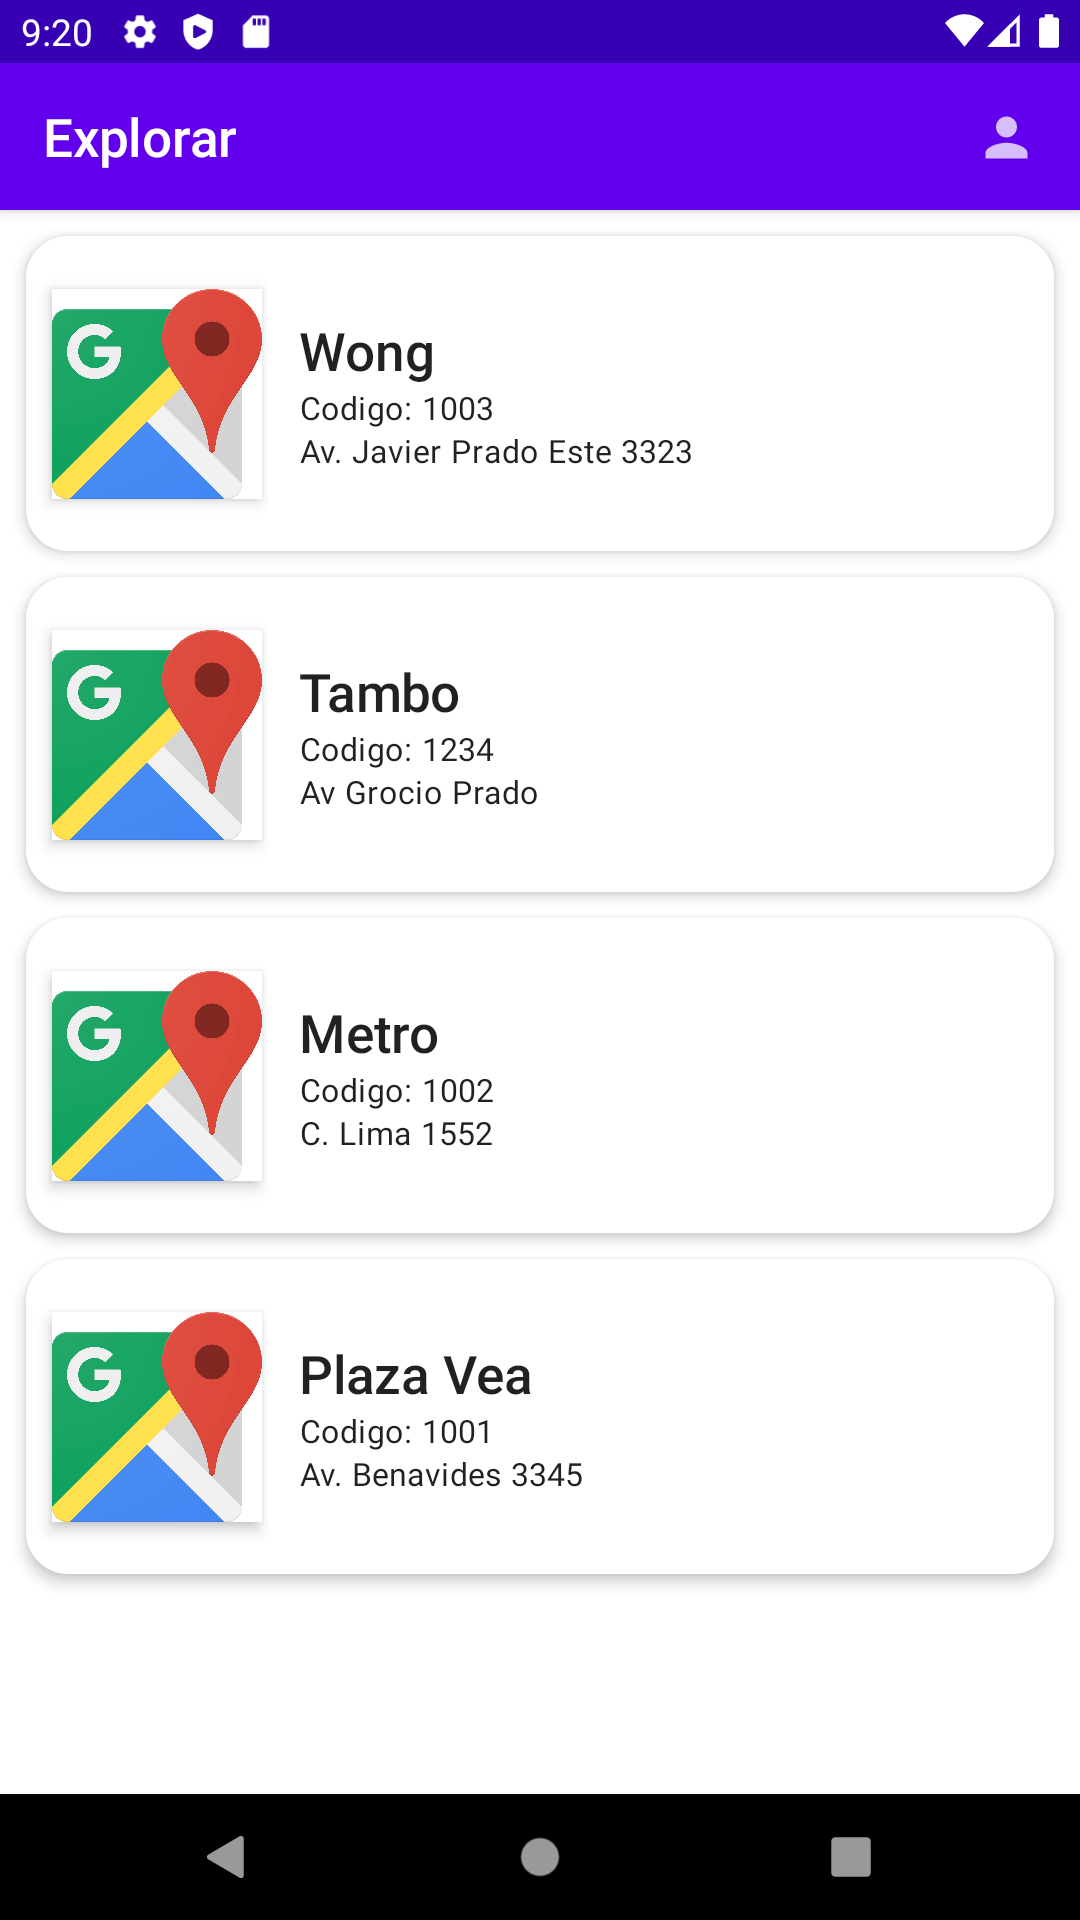 9:20
Explorar
G
Wong
Codigo: 1003
Av. Javier Prado Este 3323
G
Tambo
Codigo: 1234
Av Grocio Prado
G
Metro
Codigo: 1002
C. Lima 1552
G
Plaza Vea
Codigo: 1001
Av. Benavides 3345